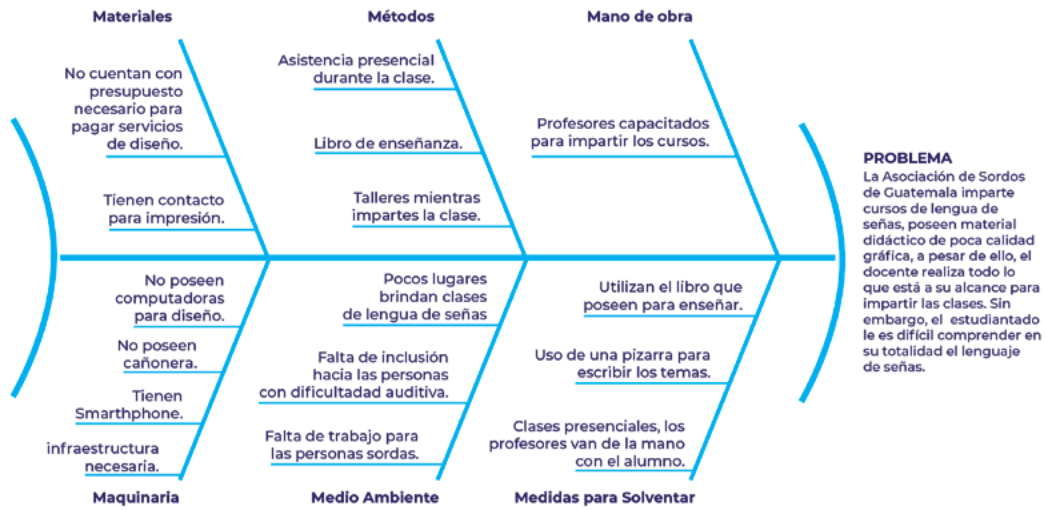 Materiales
No cuentan con
presupuesto
necesario para
pagar servicios
de diseño.
Tienen contacto
para impresión.
Métodos
Asistencia presencial
durante la clase.
Libro de enseñanza.
Talleres mientras
impartes la clase.
Mano de obra
Profesores capacitados
para impartir los cursos.
No poseen
computadoras
para diseño.
No poseen
cañonera.
Tienen
Smarthphone.
infraestructura
necesaria.
Maquinaria
Pocos lugares
brindan clases
de lengua de señas
Falta de inclusión
hacia las personas
con dificultadad auditiva.
Falta de trabajo para
las personas sordas.
Medio Ambiente
Utilizan el libro que
poseen para enseñar.
Uso de una pizarra para
escribir los temas.
Clases presenciales, los
profesores van de la mano
con el alumno.
Medidas para Solventar
PROBLEMA
La Asociación de Sordos
de Guatemala imparte
cursos de lengua de
señas, poseen material
didáctico de poca calidad
gráfica, a pesar de ello, el
docente realiza todo lo
que está a su alcance para
impartir las clases. Sin
embargo, el estudiantado
le es difícil comprender en
su totalidad el lenguaje
de señas.